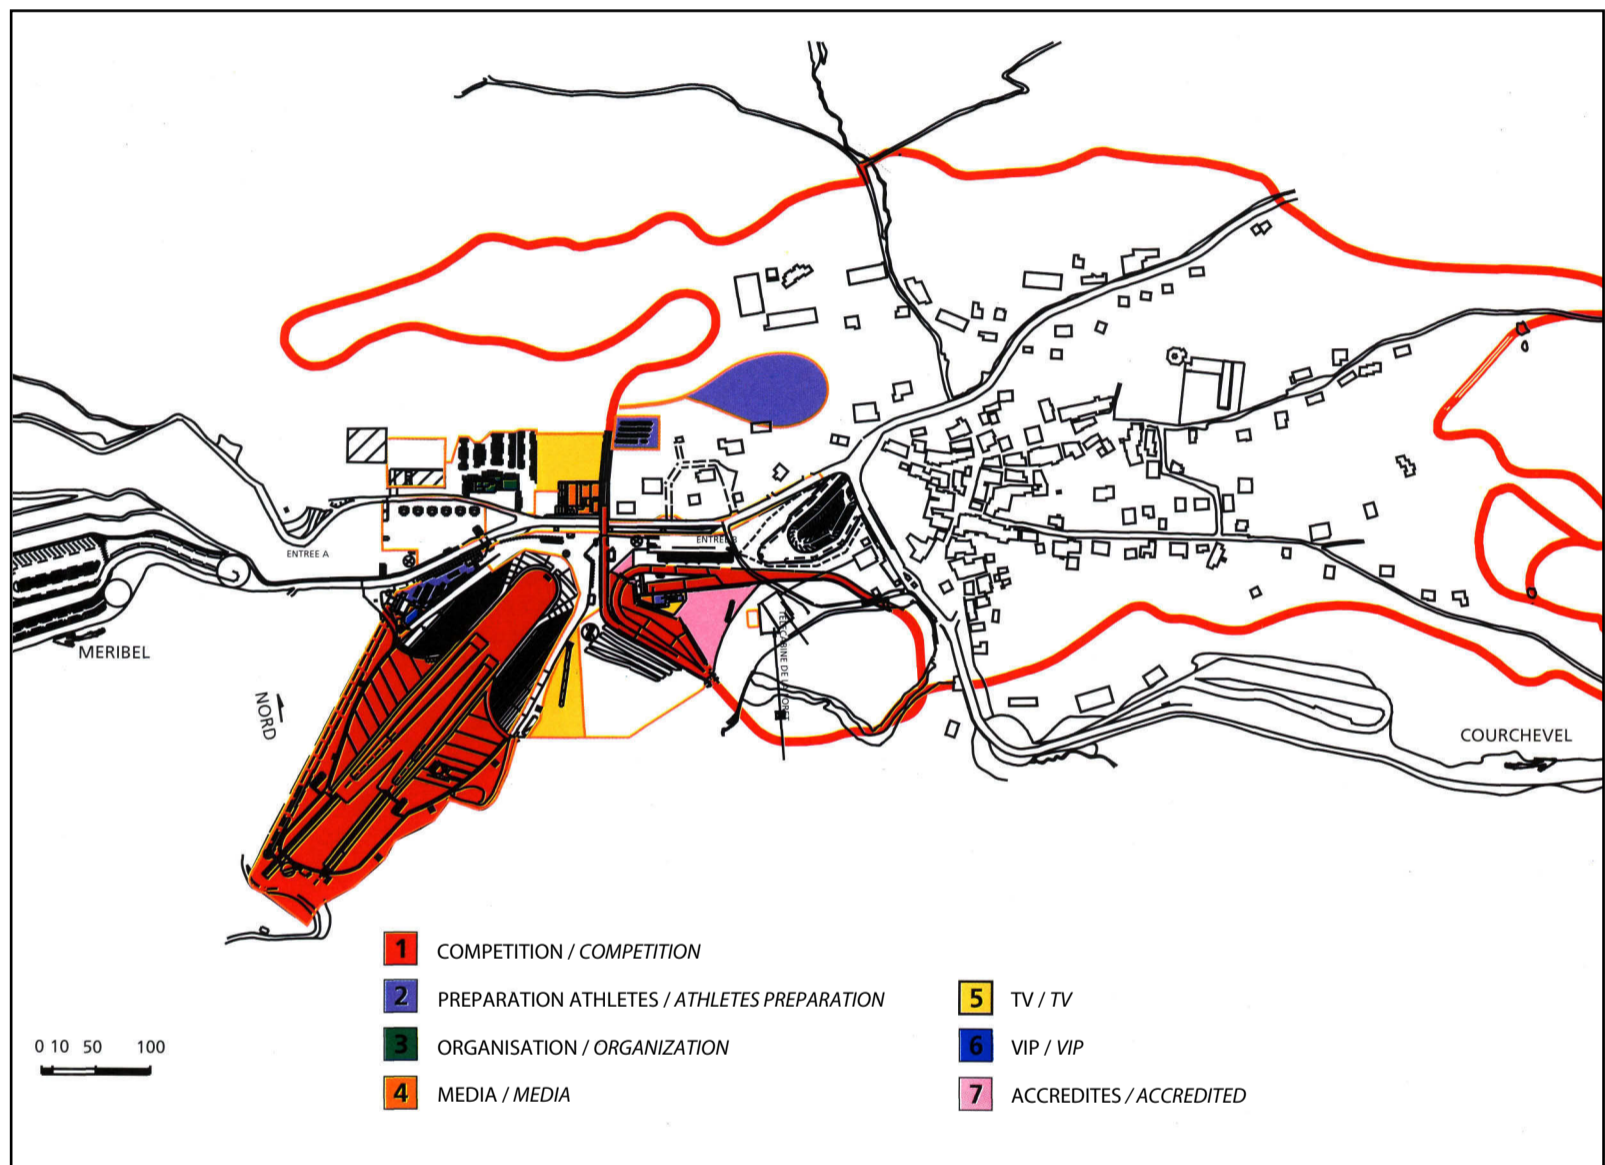 ENTREE A
ENTREE B
MERIBEL
NORD
COURCHEVEL
1 COMPETITION / COMPETITION
2 PREPARATION ATHLETES / ATHLETES PREPARATION
3 ORGANISATION / ORGANIZATION
4 MEDIA / MEDIA
5 TV / TV
6 VIP / VIP
7 ACCREDITES / ACCREDITED
0 10 50 100